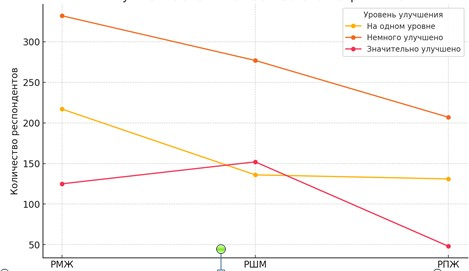 Уровень улучшения
На одном уровне
Немного улучшено
Значительно улучшено
Количество респондентов
300
250
200
150
100
50
РМЖ РШМ РПЖ